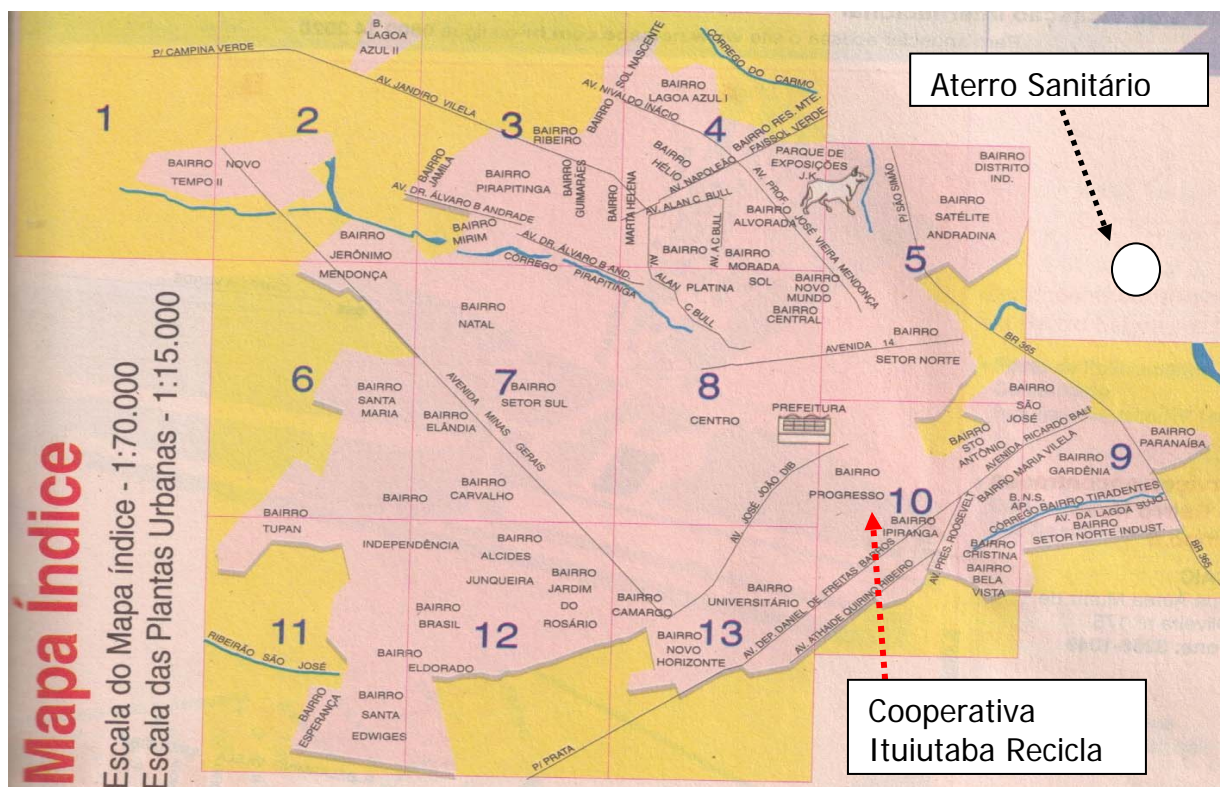 B.
LAGOA
AZUL II
P/ CAMPINA VERDE
AV. JANDIRO VILELA
BAIRRO SOL NASCENTE
CÓRREGO DO CARMO
Aterro Sanitário
1
2
3
4
BAIRRO
LAGOA AZUL I
AV. NIVALDO INÁCIO
BAIRRO RES. MTE.
FAISSOL VERDE
BAIRRO
RIBEIRO
BAIRRO NOVO
TEMPO II
BAIRRO
JAMILA
BAIRRO
PIRAPITINGA
BAIRRO
GUIMARÃES
BAIRRO
MARTA HELENA
BAIRRO
HÉLIO
AV. NAPOLEÃO
PARQUE DE
EXPOSIÇÕES
J.K.
P/ SÃO SIMÃO
BAIRRO
DISTRITO
IND.
AV. DR. ÁLVARO B ANDRADE
AV. ALAN C. BULL
AV. PROF. JOSÉ VIEIRA MENDONÇA
BAIRRO
ALVORADA
BAIRRO
SATÉLITE
ANDRADINA
BAIRRO
MIRIM
AV. DR. ÁLVARO B AND.
CÓRREGO PIRAPITINGA
BAIRRO
JERÔNIMO
MENDONÇA
AV. ALAN C BULL
BAIRRO
PLATINA
AV. A C BULL
BAIRRO
MORADA
SOL
BAIRRO
NOVO
MUNDO
BAIRRO
CENTRAL
5
BAIRRO
NATAL
AVENIDA 14
BAIRRO
SETOR NORTE
BR 365
6
7
8
BAIRRO
SANTA
MARIA
BAIRRO
ELÂNDIA
BAIRRO
SETOR SUL
AVENIDA MINAS GERAIS
CENTRO
PREFEITURA
BAIRRO
SÃO
JOSÉ
BAIRRO
STO
ANTÔNIO
AVENIDA RICARDO BALI
BAIRRO MARIA VILELA
BAIRRO
GARDÊNIA
9
BAIRRO
PARANAÍBA
BAIRRO
CARVALHO
BAIRRO
INDEPENDÊNCIA
BAIRRO
TUPAN
AV. JOSÉ JOÃO DIB
BAIRRO
PROGRESSO
10
BAIRRO
IPIRANGA
B.N.S.
AP.
CÓRREGO BAIRRO TIRADENTES
AV. DA LAGOA SUJO
BAIRRO
SETOR NORTE INDUST.
BR 365
AV. PRES. ROOSEVELT
BAIRRO
CRISTINA
BAIRRO
BELA
VISTA
BAIRRO
ALCIDES
JUNQUEIRA
BAIRRO
JARDIM
DO
ROSÁRIO
BAIRRO
BRASIL
BAIRRO
CAMARGO
BAIRRO
UNIVERSITÁRIO
AV. DEP. DANIEL DE FREITAS BARROS
AV. ATHAIDE QUIRINO RIBEIRO
11
12
13
RIBEIRÃO SÃO JOSÉ
BAIRRO
ELDORADO
BAIRRO
NOVO
HORIZONTE
BAIRRO
ESPERANÇA
BAIRRO
SANTA
EDWIGES
P/ PRATA
Cooperativa
Ituiutaba Recicla
Mapa Índice
Escala do Mapa índice - 1:70.000
Escala das Plantas Urbanas - 1:15.000